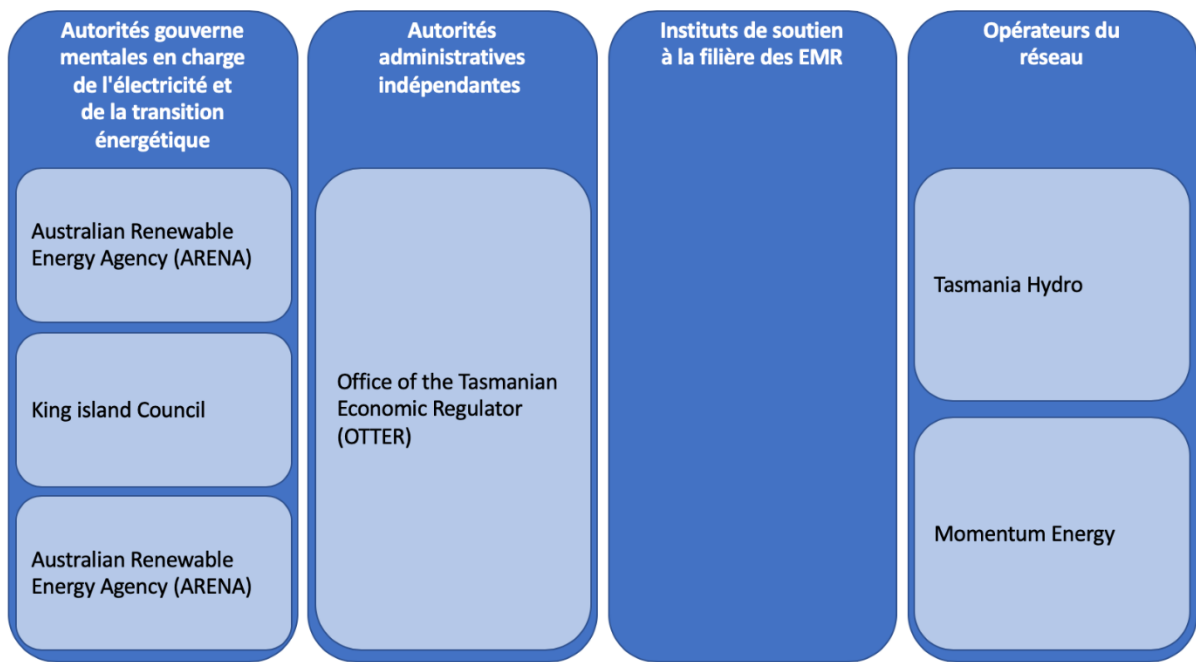 Autorités gouverne
mentales en charge
de l'électricité et
de la transition
énergétique
Australian Renewable
Energy Agency (ARENA)
King island Council
Australian Renewable
Energy Agency (ARENA)
Autorités
administratives
indépendantes
Office of the Tasmanian
Economic Regulator
(OTTER)
Instituts de soutien
à la filière des EMR
Opérateurs du
réseau
Tasmania Hydro
Momentum Energy